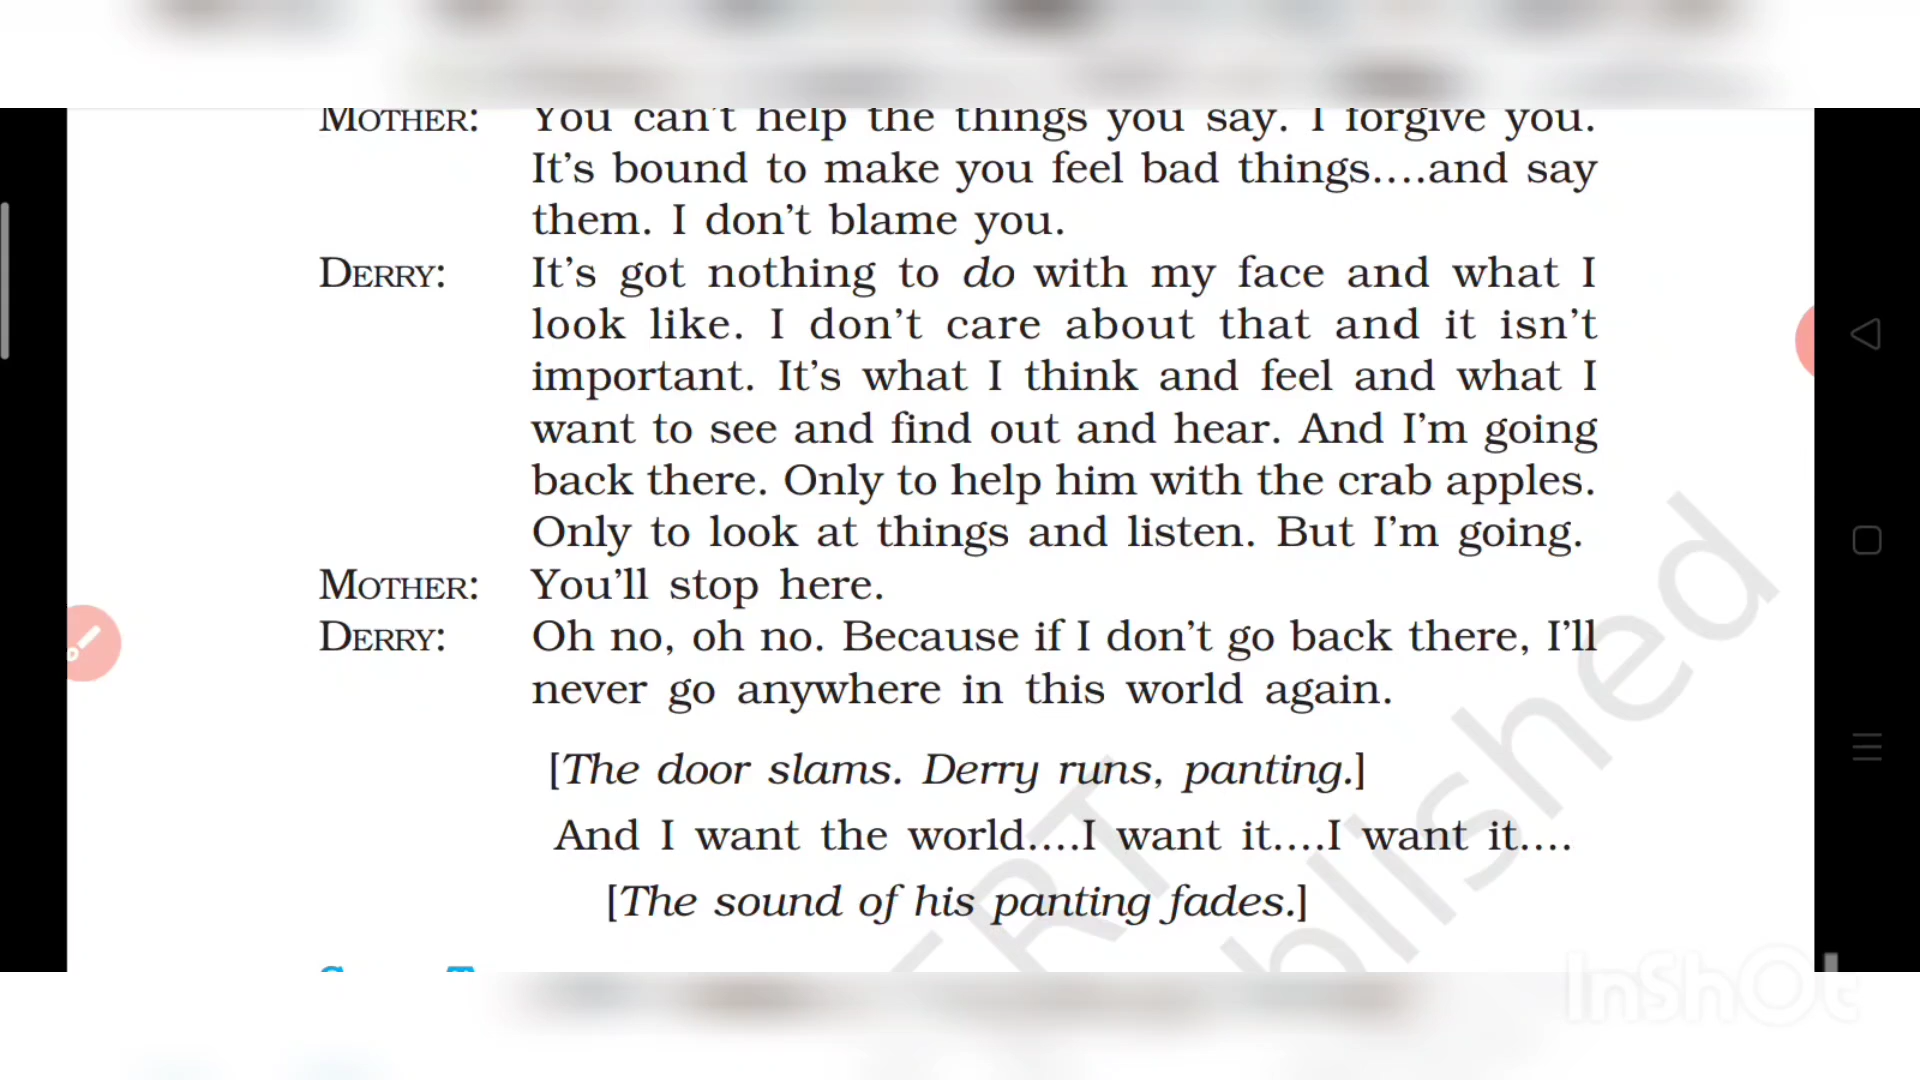 MOTHER: You can't help the things you say. I forgive you.
It's bound to make you feel bad things....and say
them. I don't blame you.
DERRY: It's got nothing to do with my face and what I
look like. I don't care about that and it isn't
important. It's what I think and feel and what I
want to see and find out and hear. And I'm going
back there. Only to help him with the crab apples.
Only to look at things and listen. But I'm going.
MOTHER: You'll stop here.
DERRY: Oh no, oh no. Because if I don't go back there, I'll
never go anywhere in this world again.
[The door slams. Derry runs, panting.]
And I want the world....I want it....I want it....
[The sound of his panting fades.]
ERT
blished
InShOt